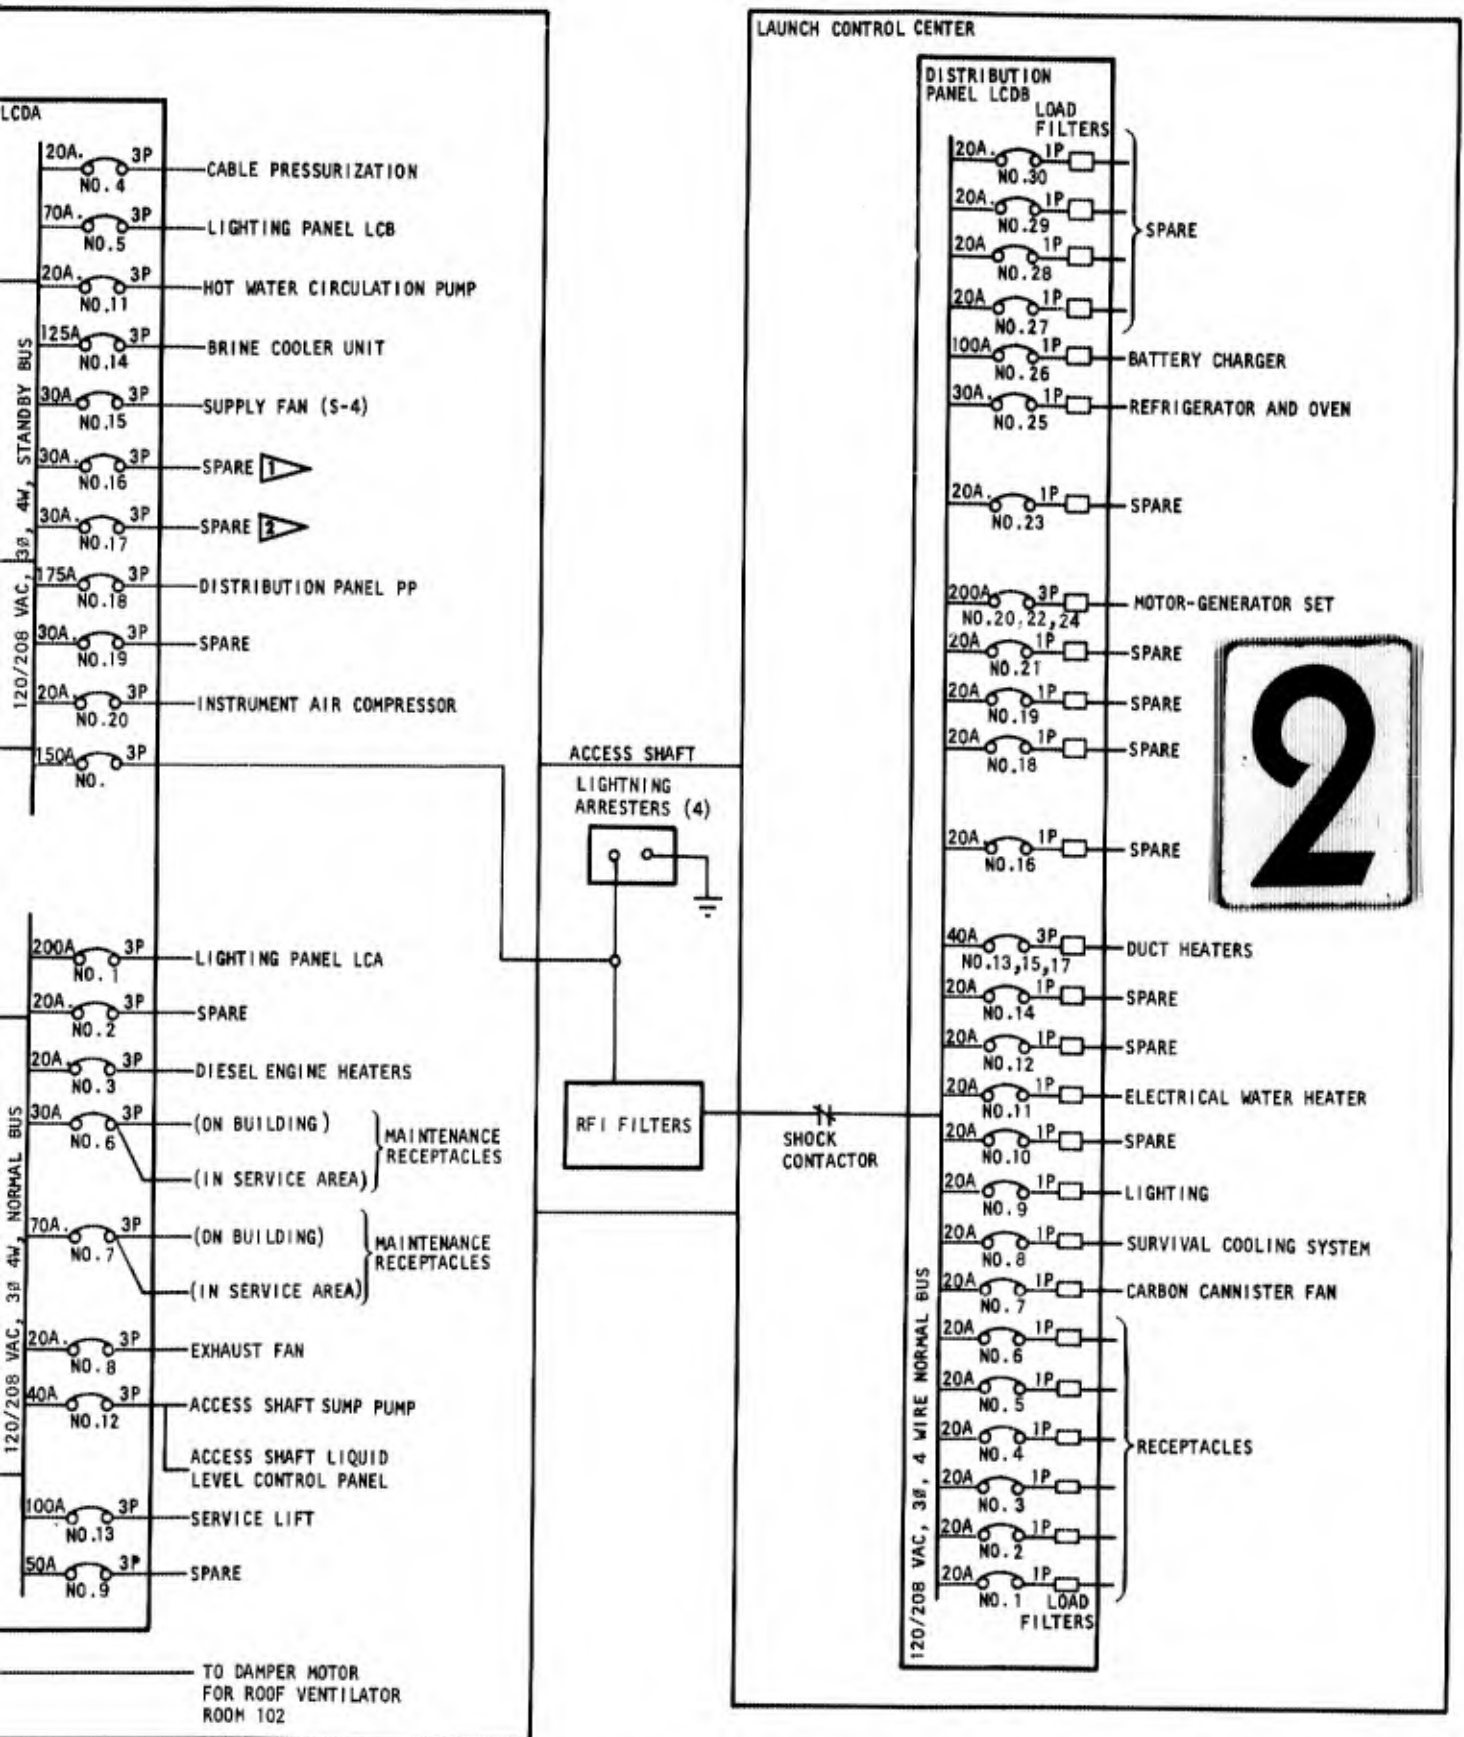 LCDA
20A. 3P
NO.4
CABLE PRESSURIZATION
70A. 3P
NO.5
LIGHTING PANEL LCB
20A. 3P
NO.11
HOT WATER CIRCULATION PUMP
125A 3P
NO.14
BRINE COOLER UNIT
30A 3P
NO.15
SUPPLY FAN (S-4)
30A. 3P
NO.16
SPARE 1
30A. 3P
NO.17
SPARE 2
175A 3P
NO.18
DISTRIBUTION PANEL PP
30A. 3P
NO.19
SPARE
20A. 3P
NO.20
INSTRUMENT AIR COMPRESSOR
150A 3P
NO.
120/208 VAC, 3Ø, 4W, STANDBY BUS
200A 3P
NO. 1
LIGHTING PANEL LCA
20A. 3P
NO.2
SPARE
20A. 3P
NO.3
DIESEL ENGINE HEATERS
30A 3P
NO.6
(ON BUILDING)
(IN SERVICE AREA)
MAINTENANCE
RECEPTACLES
70A. 3P
NO.7
(ON BUILDING)
(IN SERVICE AREA)
MAINTENANCE
RECEPTACLES
20A. 3P
NO.8
EXHAUST FAN
40A 3P
NO.12
ACCESS SHAFT SUMP PUMP
ACCESS SHAFT LIQUID
LEVEL CONTROL PANEL
100A 3P
NO.13
SERVICE LIFT
50A 3P
NO.9
SPARE
120/208 VAC, 3Ø 4W, NORMAL BUS
TO DAMPER MOTOR
FOR ROOF VENTILATOR
ROOM 102
ACCESS SHAFT
LIGHTNING
ARRESTERS (4)
RFI FILTERS
SHOCK
CONTACTOR
LAUNCH CONTROL CENTER
DISTRIBUTION
PANEL LCDB
LOAD
FILTERS
20A. 1P
NO.30
20A. 1P
NO.29
20A 1P
NO.28
20A 1P
NO.27
SPARE
100A 1P
NO.26
BATTERY CHARGER
30A. 1P
NO.25
REFRIGERATOR AND OVEN
20A. 1P
NO.23
SPARE
200A 3P
NO.20,22,24
MOTOR-GENERATOR SET
20A 1P
NO.21
SPARE
20A 1P
NO.19
SPARE
20A 1P
NO.18
SPARE
20A. 1P
NO.16
SPARE
40A 3P
NO.13,15,17
DUCT HEATERS
20A 1P
NO.14
SPARE
20A 1P
NO.12
SPARE
20A 1P
NO.11
ELECTRICAL WATER HEATER
20A 1P
NO.10
SPARE
20A 1P
NO.9
LIGHTING
20A 1P
NO.8
SURVIVAL COOLING SYSTEM
20A 1P
NO.7
CARBON CANNISTER FAN
20A 1P
NO.6
20A 1P
NO.5
20A 1P
NO.4
20A 1P
NO.3
20A 1P
NO.2
20A 1P
NO.1
RECEPTACLES
LOAD
FILTERS
120/208 VAC, 3Ø, 4 WIRE NORMAL BUS
2